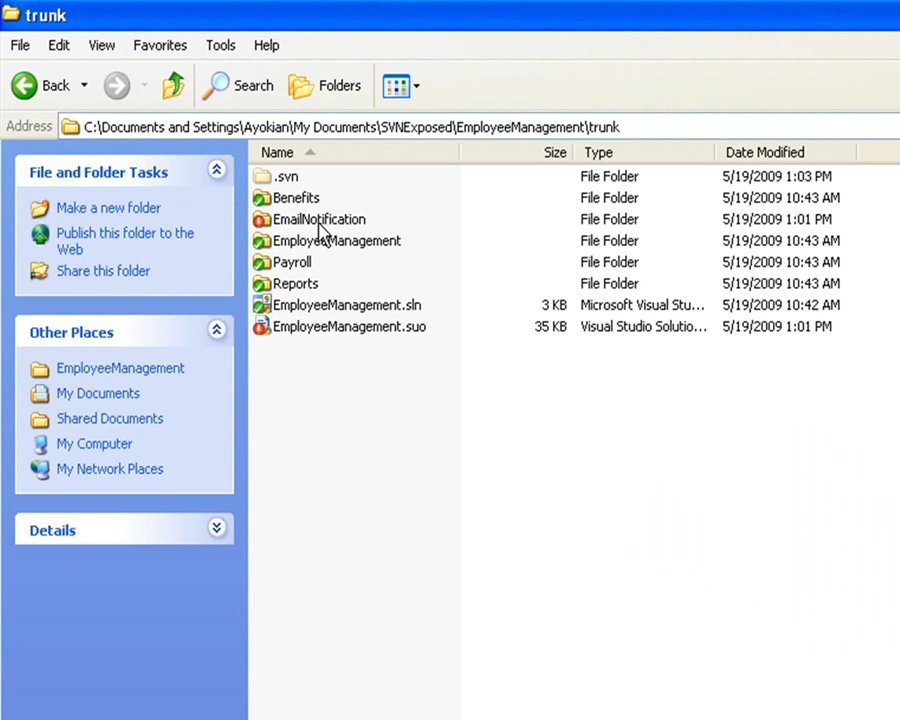 trunk
File Edit View Favorites Tools Help
Back Search Folders
Address C:\Documents and Settings\Ayokian\My Documents\SVNExposed\EmployeeManagement\trunk
File and Folder Tasks
Make a new folder
Publish this folder to the
Web
Share this folder
Other Places
EmployeeManagement
My Documents
Shared Documents
My Computer
My Network Places
Details
Name Size Type Date Modified
.svn File Folder 5/19/2009 1:03 PM
Benefits File Folder 5/19/2009 10:43 AM
EmailNotification File Folder 5/19/2009 1:01 PM
EmployeeManagement File Folder 5/19/2009 10:43 AM
Payroll File Folder 5/19/2009 10:43 AM
Reports File Folder 5/19/2009 10:43 AM
EmployeeManagement.sln 3 KB Microsoft Visual Stu... 5/19/2009 10:42 AM
EmployeeManagement.suo 35 KB Visual Studio Solutio... 5/19/2009 1:01 PM